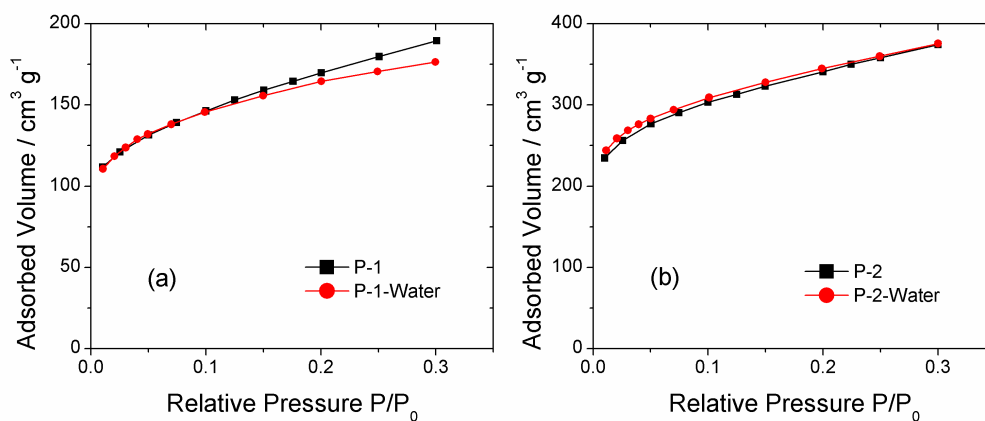 200
150
100
50
0
Adsorbed Volume / cm³ g⁻¹
(a)
P-1
P-1-Water
0.0 0.1 0.2 0.3
Relative Pressure P/P₀
400
300
200
100
0
Adsorbed Volume / cm³ g⁻¹
(b)
P-2
P-2-Water
0.0 0.1 0.2 0.3
Relative Pressure P/P₀